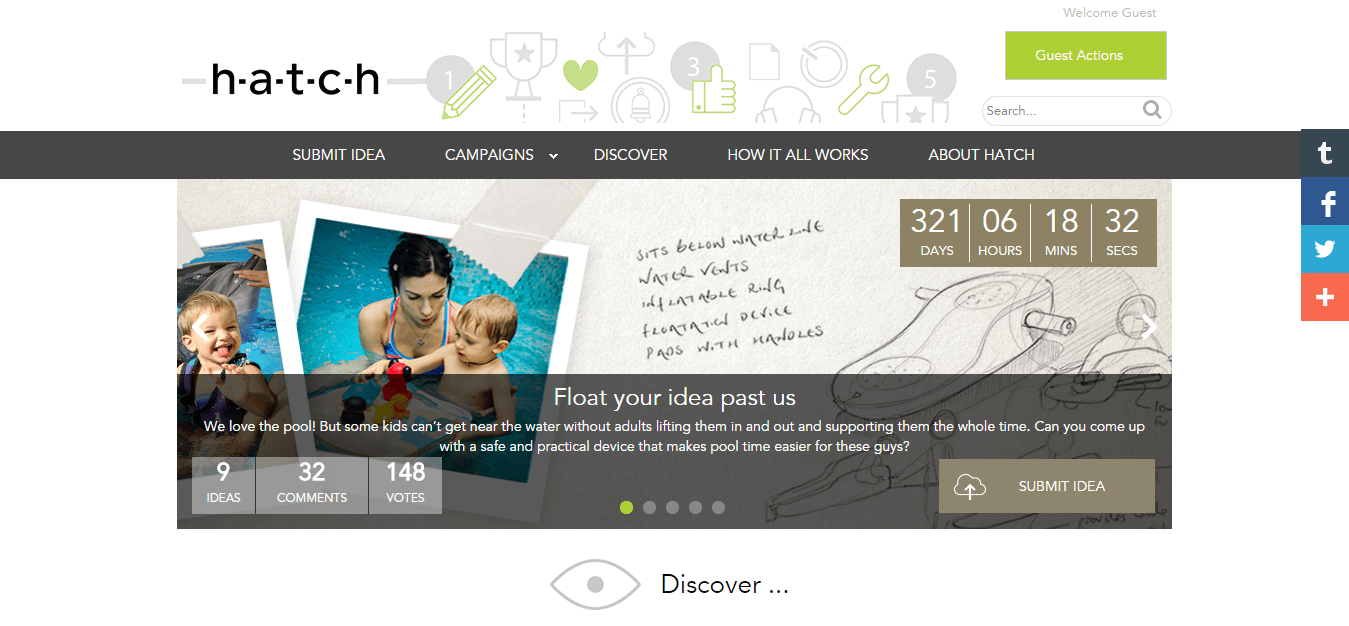 Welcome Guest
h·a·t·c·h
1
3
5
Guest Actions
Search...
SUBMIT IDEA
CAMPAIGNS
DISCOVER
HOW IT ALL WORKS
ABOUT HATCH
t
f
+
321 06 18 32
DAYS HOURS MINS SECS
SITS BELOW WATER LINE
WATER VENTS
INFLATABLE RING
FLOATATION DEVICE
PADS WITH HANDLES
Float your idea past us
We love the pool! But some kids can’t get near the water without adults lifting them in and out and supporting them the whole time. Can you come up
with a safe and practical device that makes pool time easier for these guys?
9 32 148
IDEAS COMMENTS VOTES
SUBMIT IDEA
Discover ...